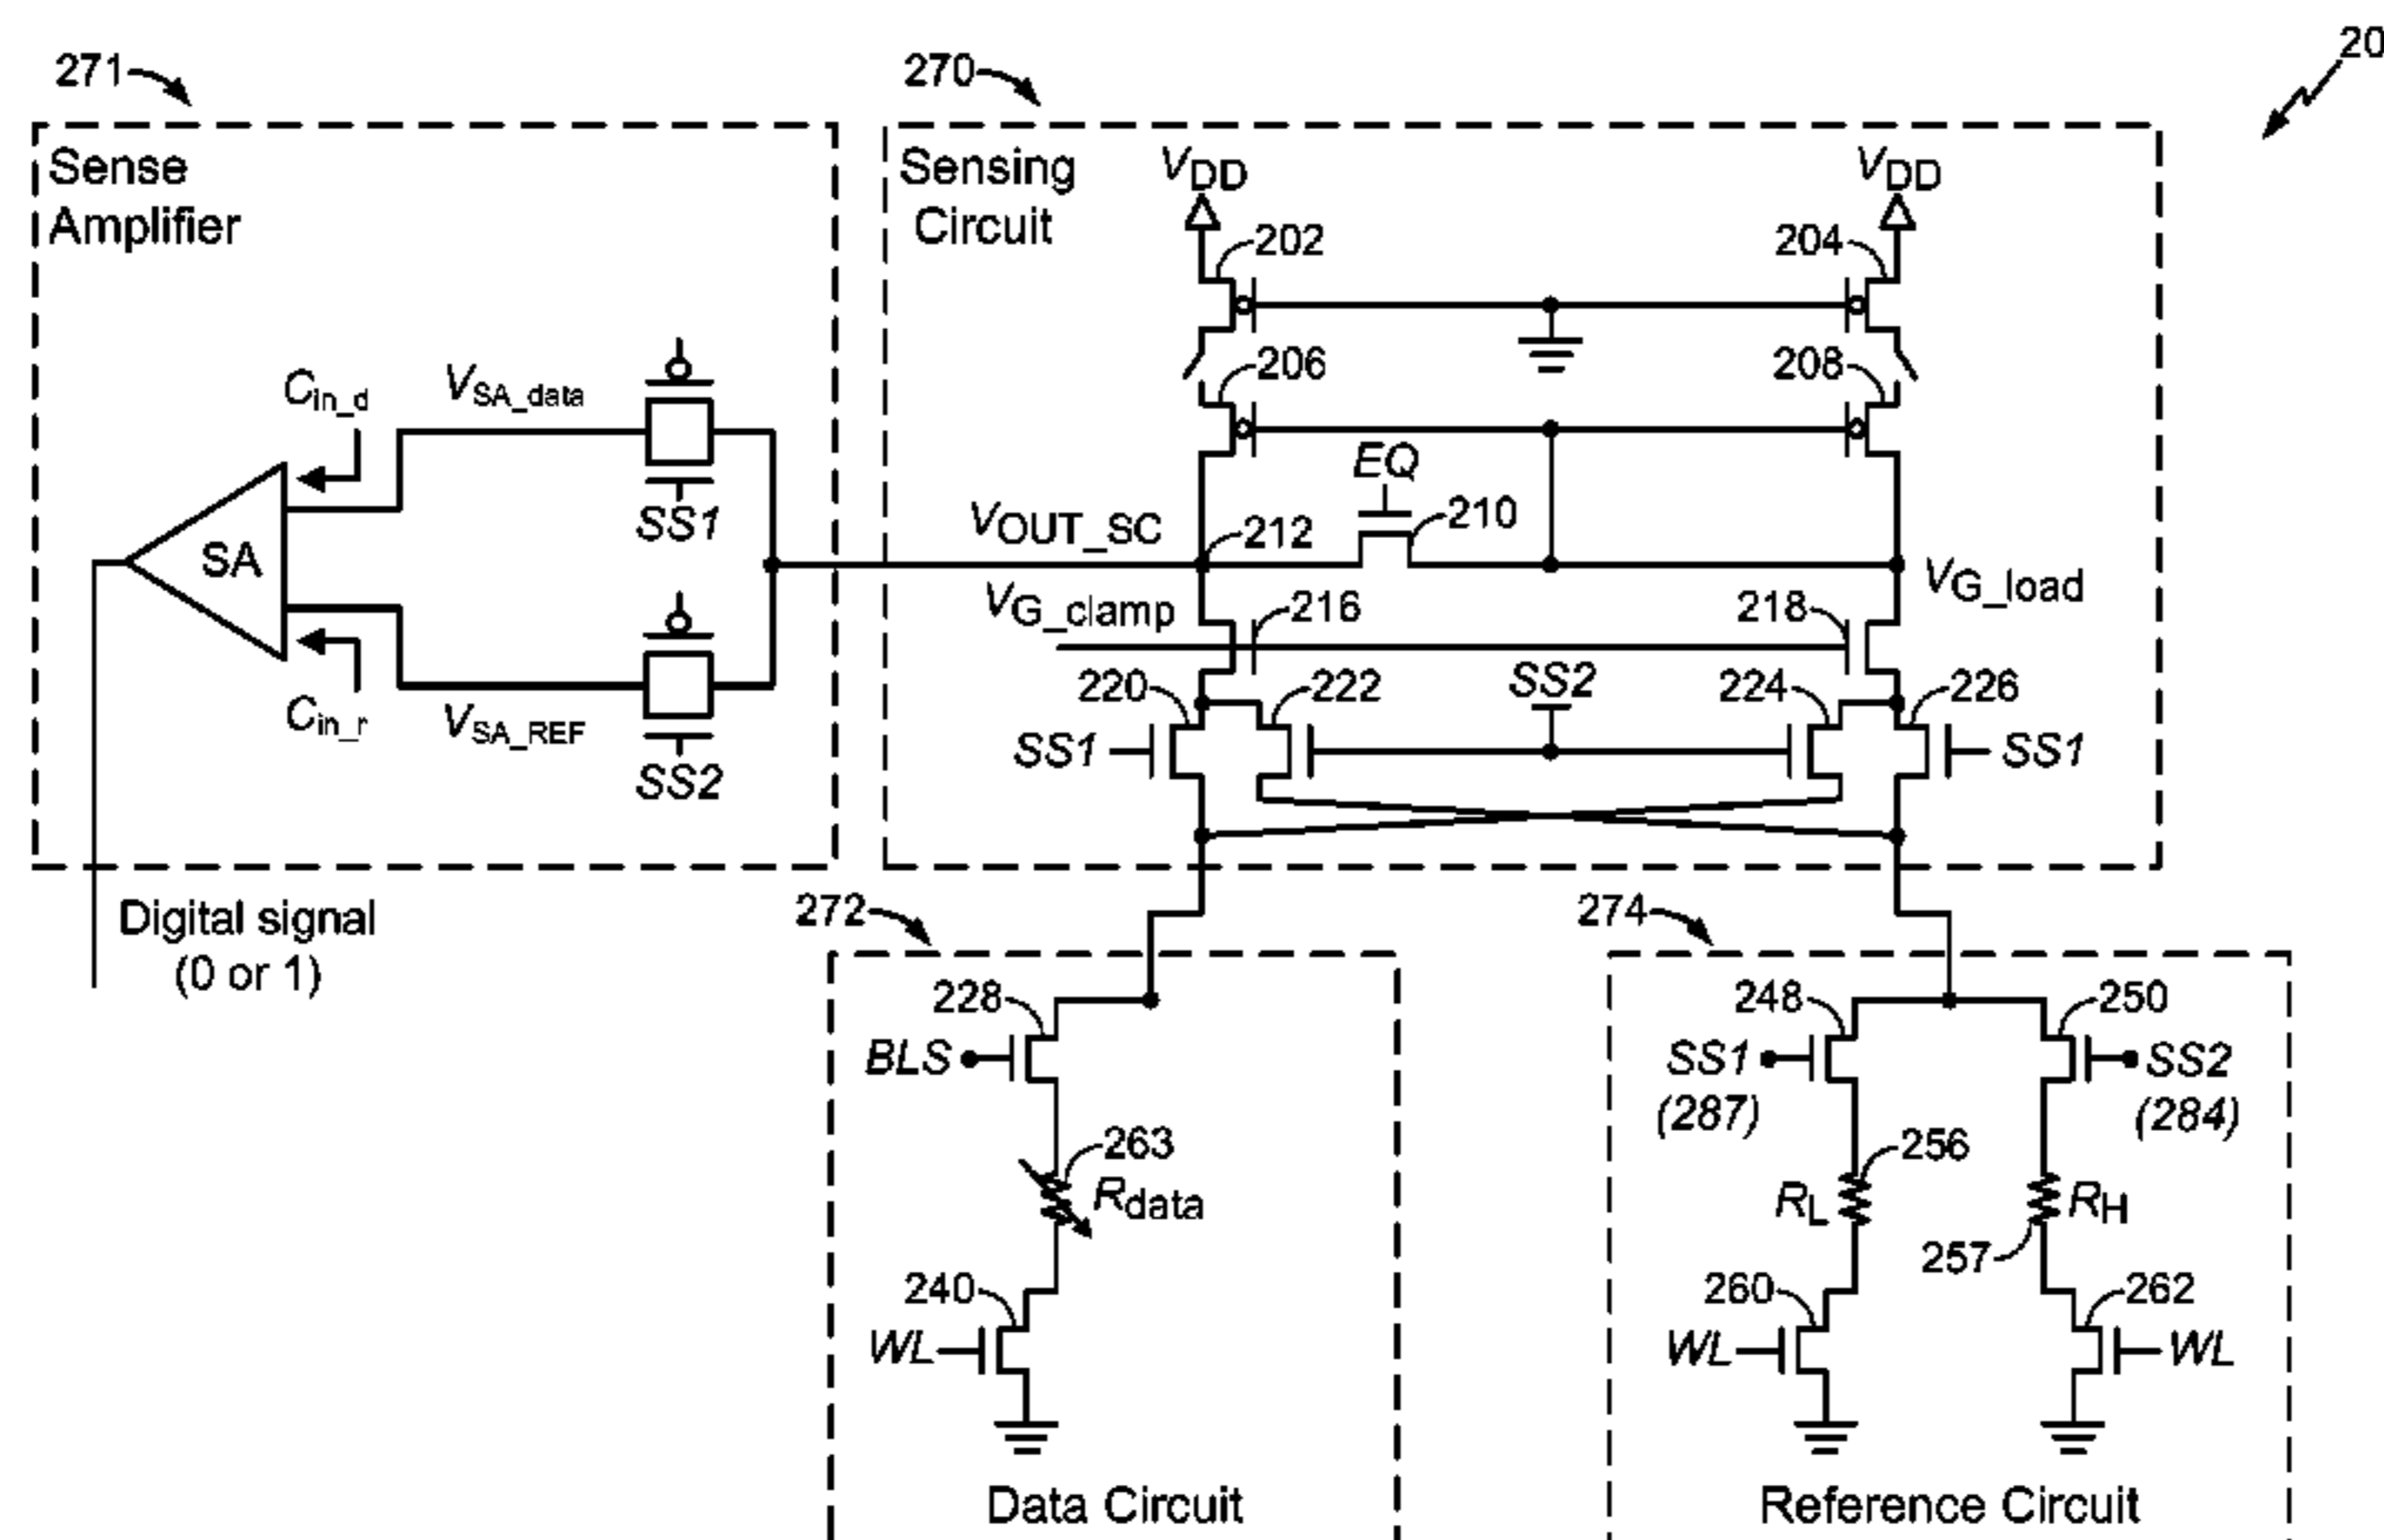 20
271
270
Sense
Amplifier
Sensing
Circuit
VDD
VDD
202
204
206
208
Cin_d
VSA_data
EQ
210
SS1
VOUT_SC
212
SA
VG_load
VG_clamp
216
218
220
222
SS2
224
226
Cin_r
VSA_REF
SS1
SS1
SS2
Digital signal
(0 or 1)
272
274
228
248
250
BLS
SS1
(287)
SS2
(284)
263
Rdata
256
RL
RH
257
240
260
262
WL
WL
WL
Data Circuit
Reference Circuit